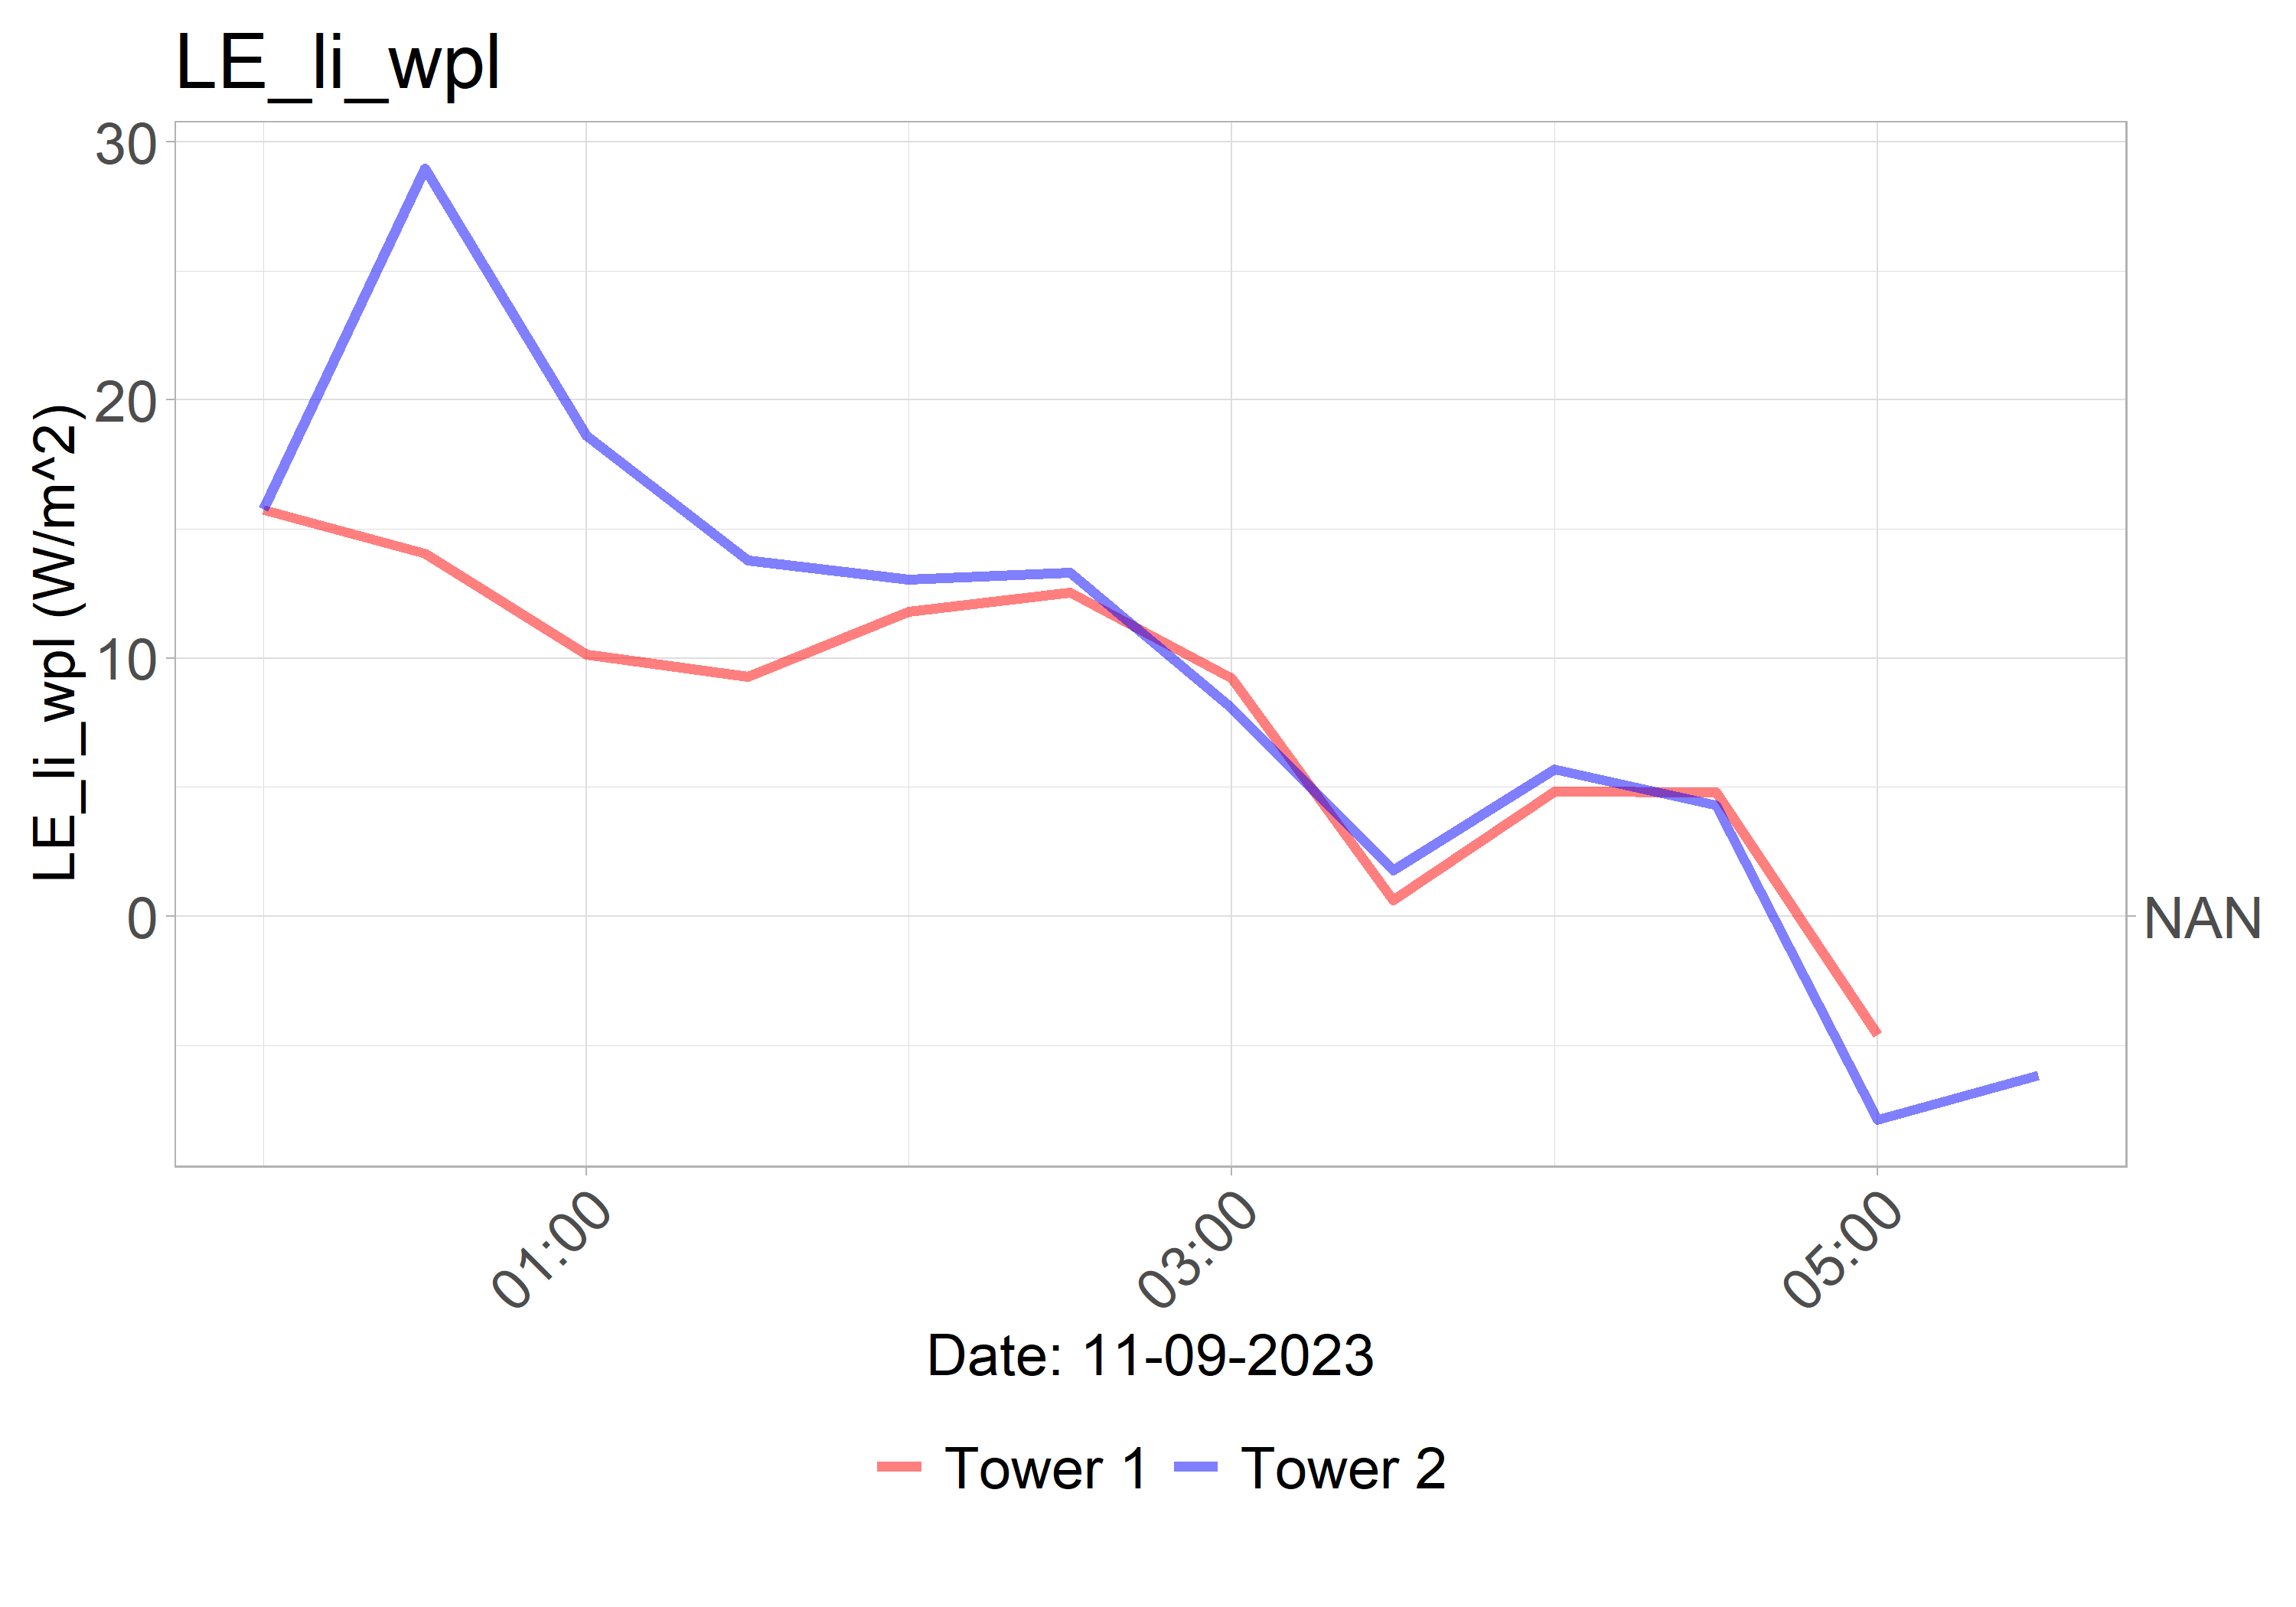 LE_li_wpl
LE_li_wpl (W/m^2)
30
20
10
0
NAN
01:00
03:00
05:00
Date: 11-09-2023
Tower 1
Tower 2